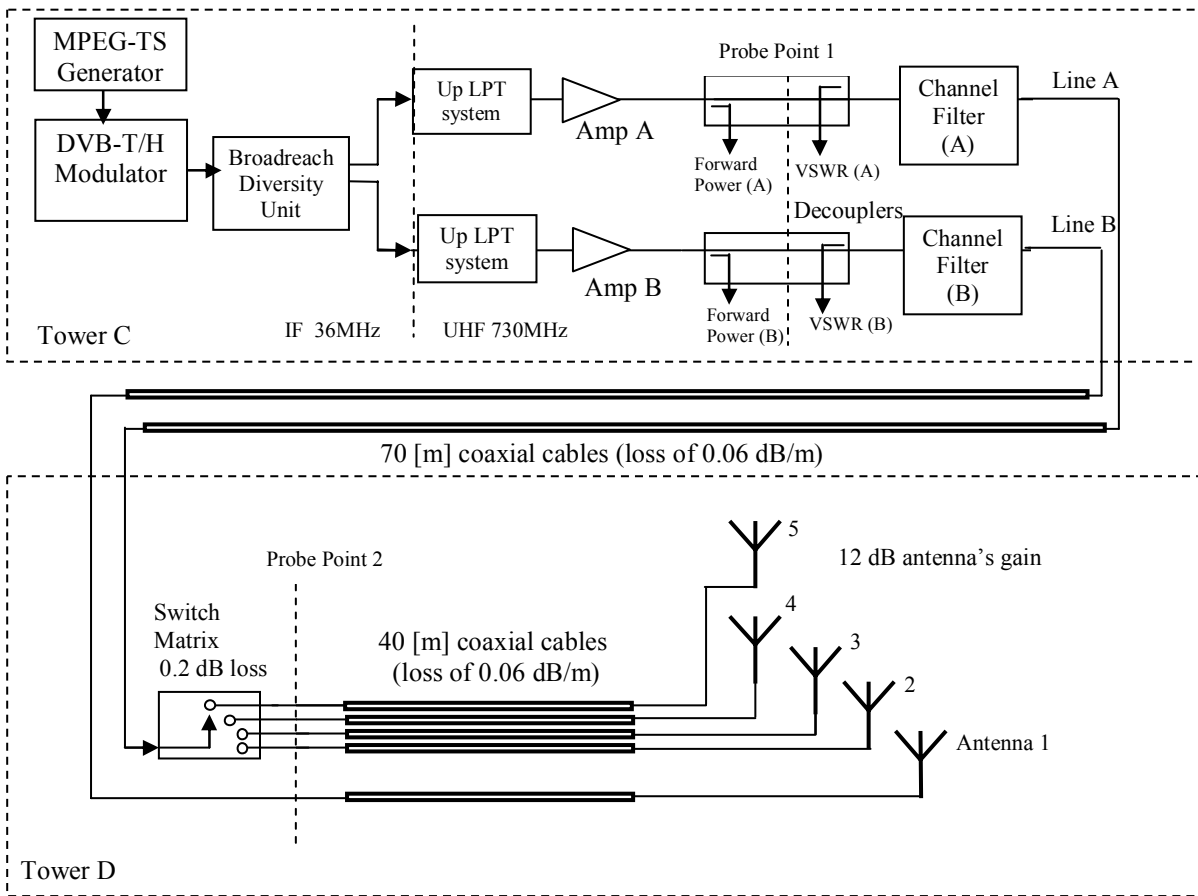 MPEG-TS
Generator
DVB-T/H
Modulator
Broadreach
Diversity
Unit
Up LPT
system
Amp A
Probe Point 1
Forward
Power (A)
VSWR (A)
Channel
Filter
(A)
Line A
Up LPT
system
Amp B
Decouplers
Forward
Power (B)
VSWR (B)
Channel
Filter
(B)
Line B
Tower C
IF 36MHz
UHF 730MHz
70 [m] coaxial cables (loss of 0.06 dB/m)
Probe Point 2
Switch
Matrix
0.2 dB loss
40 [m] coaxial cables
(loss of 0.06 dB/m)
5
12 dB antenna's gain
4
3
2
Antenna 1
Tower D